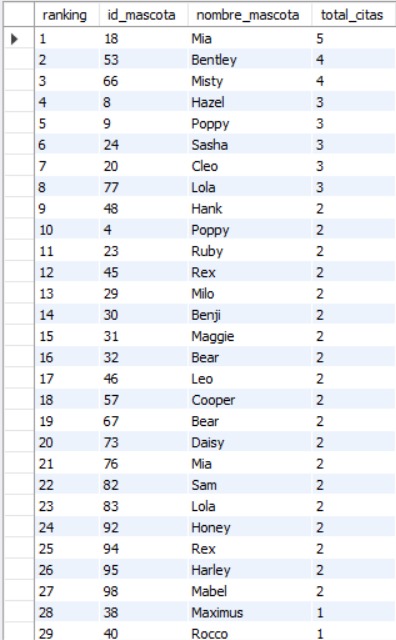 ranking id_mascota nombre_mascota total_citas
1 18 Mia 5
2 53 Bentley 4
3 66 Misty 4
4 8 Hazel 3
5 9 Poppy 3
6 24 Sasha 3
7 20 Cleo 3
8 77 Lola 3
9 48 Hank 2
10 4 Poppy 2
11 23 Ruby 2
12 45 Rex 2
13 29 Milo 2
14 30 Benji 2
15 31 Maggie 2
16 32 Bear 2
17 46 Leo 2
18 57 Cooper 2
19 67 Bear 2
20 73 Daisy 2
21 76 Mia 2
22 82 Sam 2
23 83 Lola 2
24 92 Honey 2
25 94 Rex 2
26 95 Harley 2
27 98 Mabel 2
28 38 Maximus 1
29 40 Rocco 1